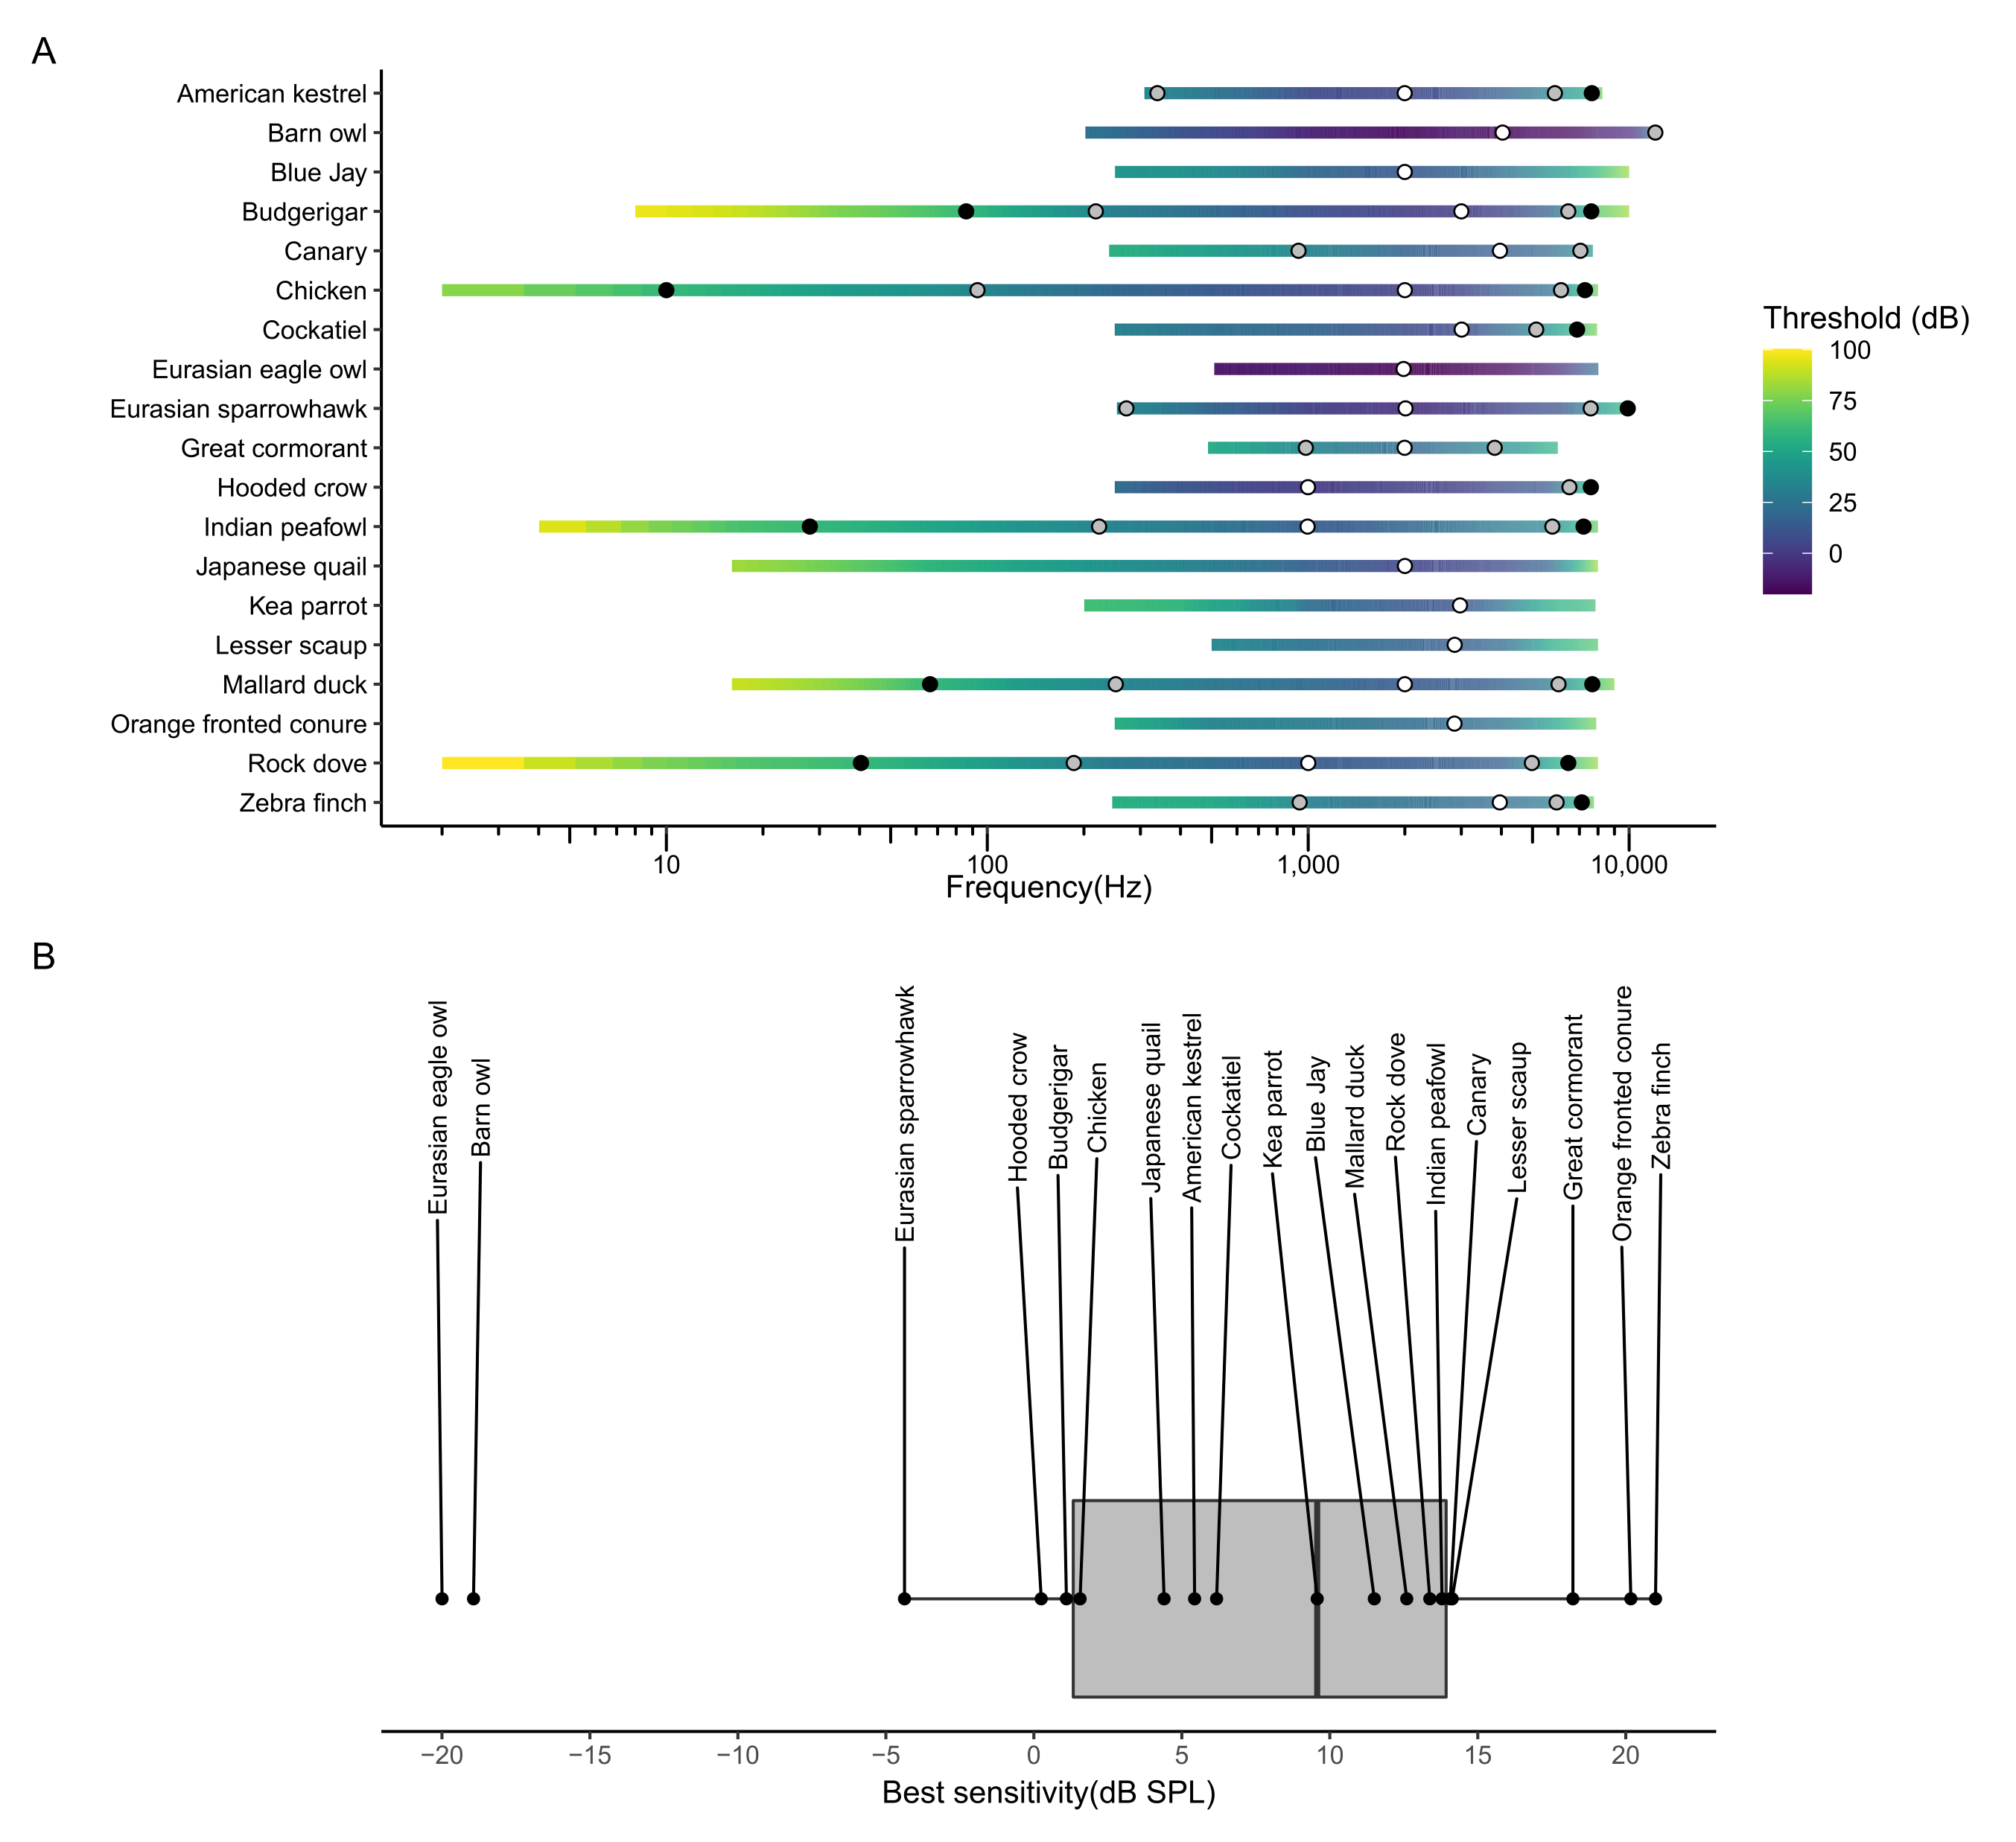 A
American kestrel
Barn owl
Blue Jay
Budgerigar
Canary
Chicken
Cockatiel
Eurasian eagle owl
Eurasian sparrowhawk
Great cormorant
Hooded crow
Indian peafowl
Japanese quail
Kea parrot
Lesser scaup
Mallard duck
Orange fronted conure
Rock dove
Zebra finch
10 100 1,000 10,000
Frequency(Hz)
Threshold (dB)
100
75
50
25
0
B
Eurasian eagle owl
Barn owl
Eurasian sparrowhawk
Hooded crow
Budgerigar
Chicken
Japanese quail
American kestrel
Cockatiel
Kea parrot
Blue Jay
Mallard duck
Rock dove
Indian peafowl
Canary
Lesser scaup
Great cormorant
Orange fronted conure
Zebra finch
−20 −15 −10 −5 0 5 10 15 20
Best sensitivity(dB SPL)